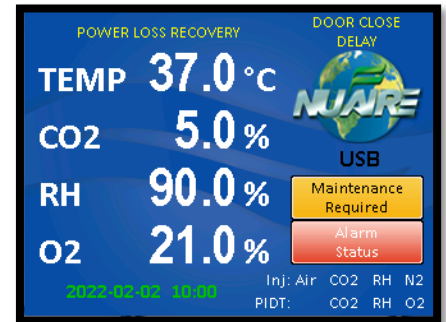 POWER LOSS RECOVERY
DOOR CLOSE
DELAY
TEMP 37.0 °C
NUAIRE
CO2 5.0 %
USB
RH 90.0 %
Maintenance
Required
O2 21.0 %
Alarm
Status
2022-02-02 10:00
Inj: Air CO2 RH N2
PIDT: CO2 RH O2